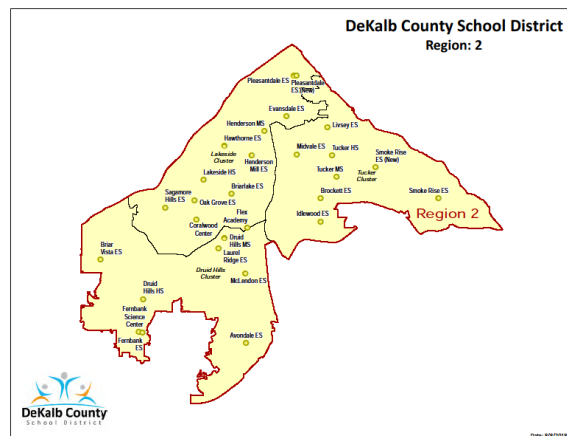 DeKalb County School District
Region: 2
Pleasantdale ES
Pleasantdale
ES (New)
Evansdale ES
Henderson MS
Livsey ES
Hawthorne ES
Lakeside
Cluster
Henderson
Mill ES
Midvale ES
Tucker HS
Smoke Rise
ES (New)
Tucker MS
Tucker
Cluster
Lakeside HS
Briarlake ES
Sagamore
Hills ES
Oak Grove ES
Brockett ES
Smoke Rise ES
Region 2
Coralwood
Center
Flex
Academy
Idlewood ES
Druid
Hills MS
Laurel
Ridge ES
Briar
Vista ES
Druid Hills
Cluster
McLendon ES
Druid
Hills HS
Fernbank
Science
Center
Fernbank
ES
Avondale ES
DeKalb County
School District